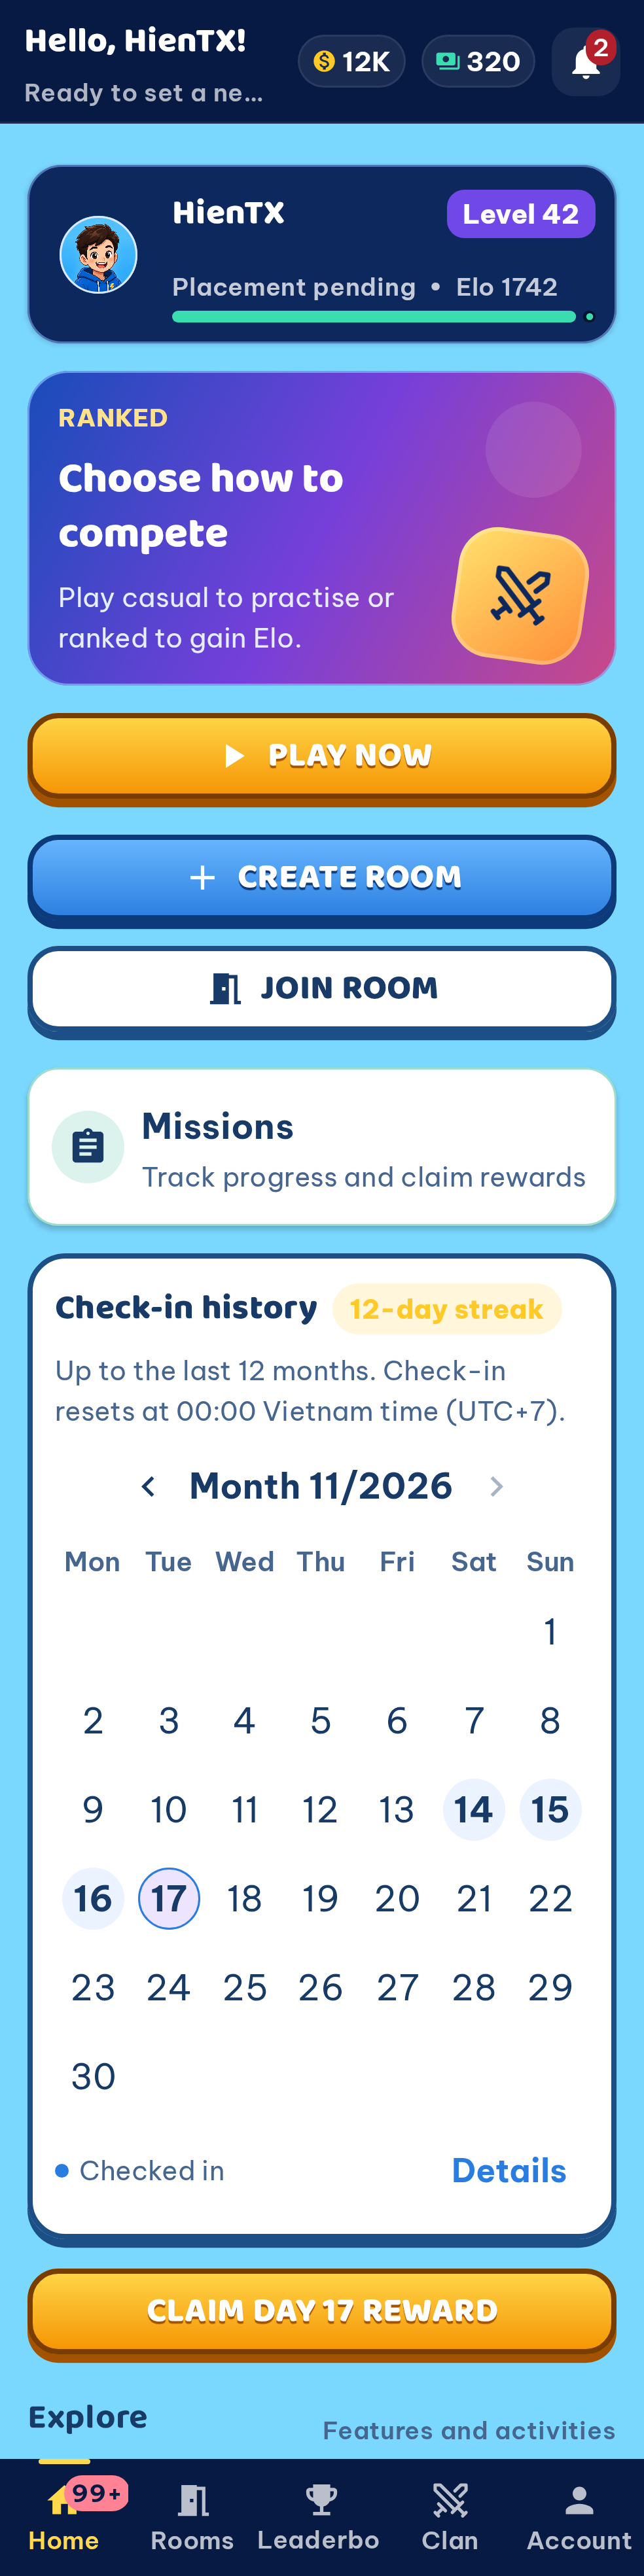 Hello, HienTX!
Ready to set a ne...
12K
320
2
HienTX
Level 42
Placement pending • Elo 1742
RANKED
Choose how to
compete
Play casual to practise or
ranked to gain Elo.
PLAY NOW
CREATE ROOM
JOIN ROOM
Missions
Track progress and claim rewards
Check-in history
12-day streak
Up to the last 12 months. Check-in
resets at 00:00 Vietnam time (UTC+7).
Month 11/2026
Mon Tue Wed Thu Fri Sat Sun
1
2 3 4 5 6 7 8
9 10 11 12 13 14 15
16 17 18 19 20 21 22
23 24 25 26 27 28 29
30
Checked in
Details
CLAIM DAY 17 REWARD
Explore
Features and activities
99+
Home Rooms Leaderbo Clan Account